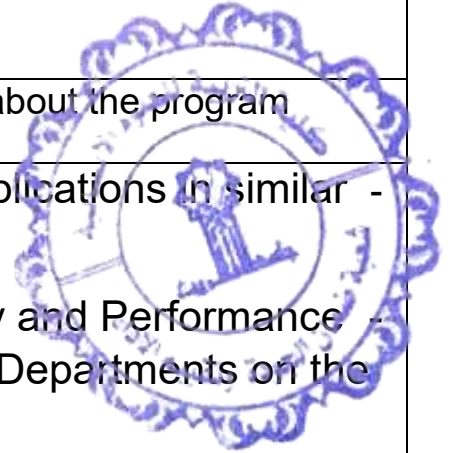 about the program
plications in similar -
y and Performance -
Departments on the